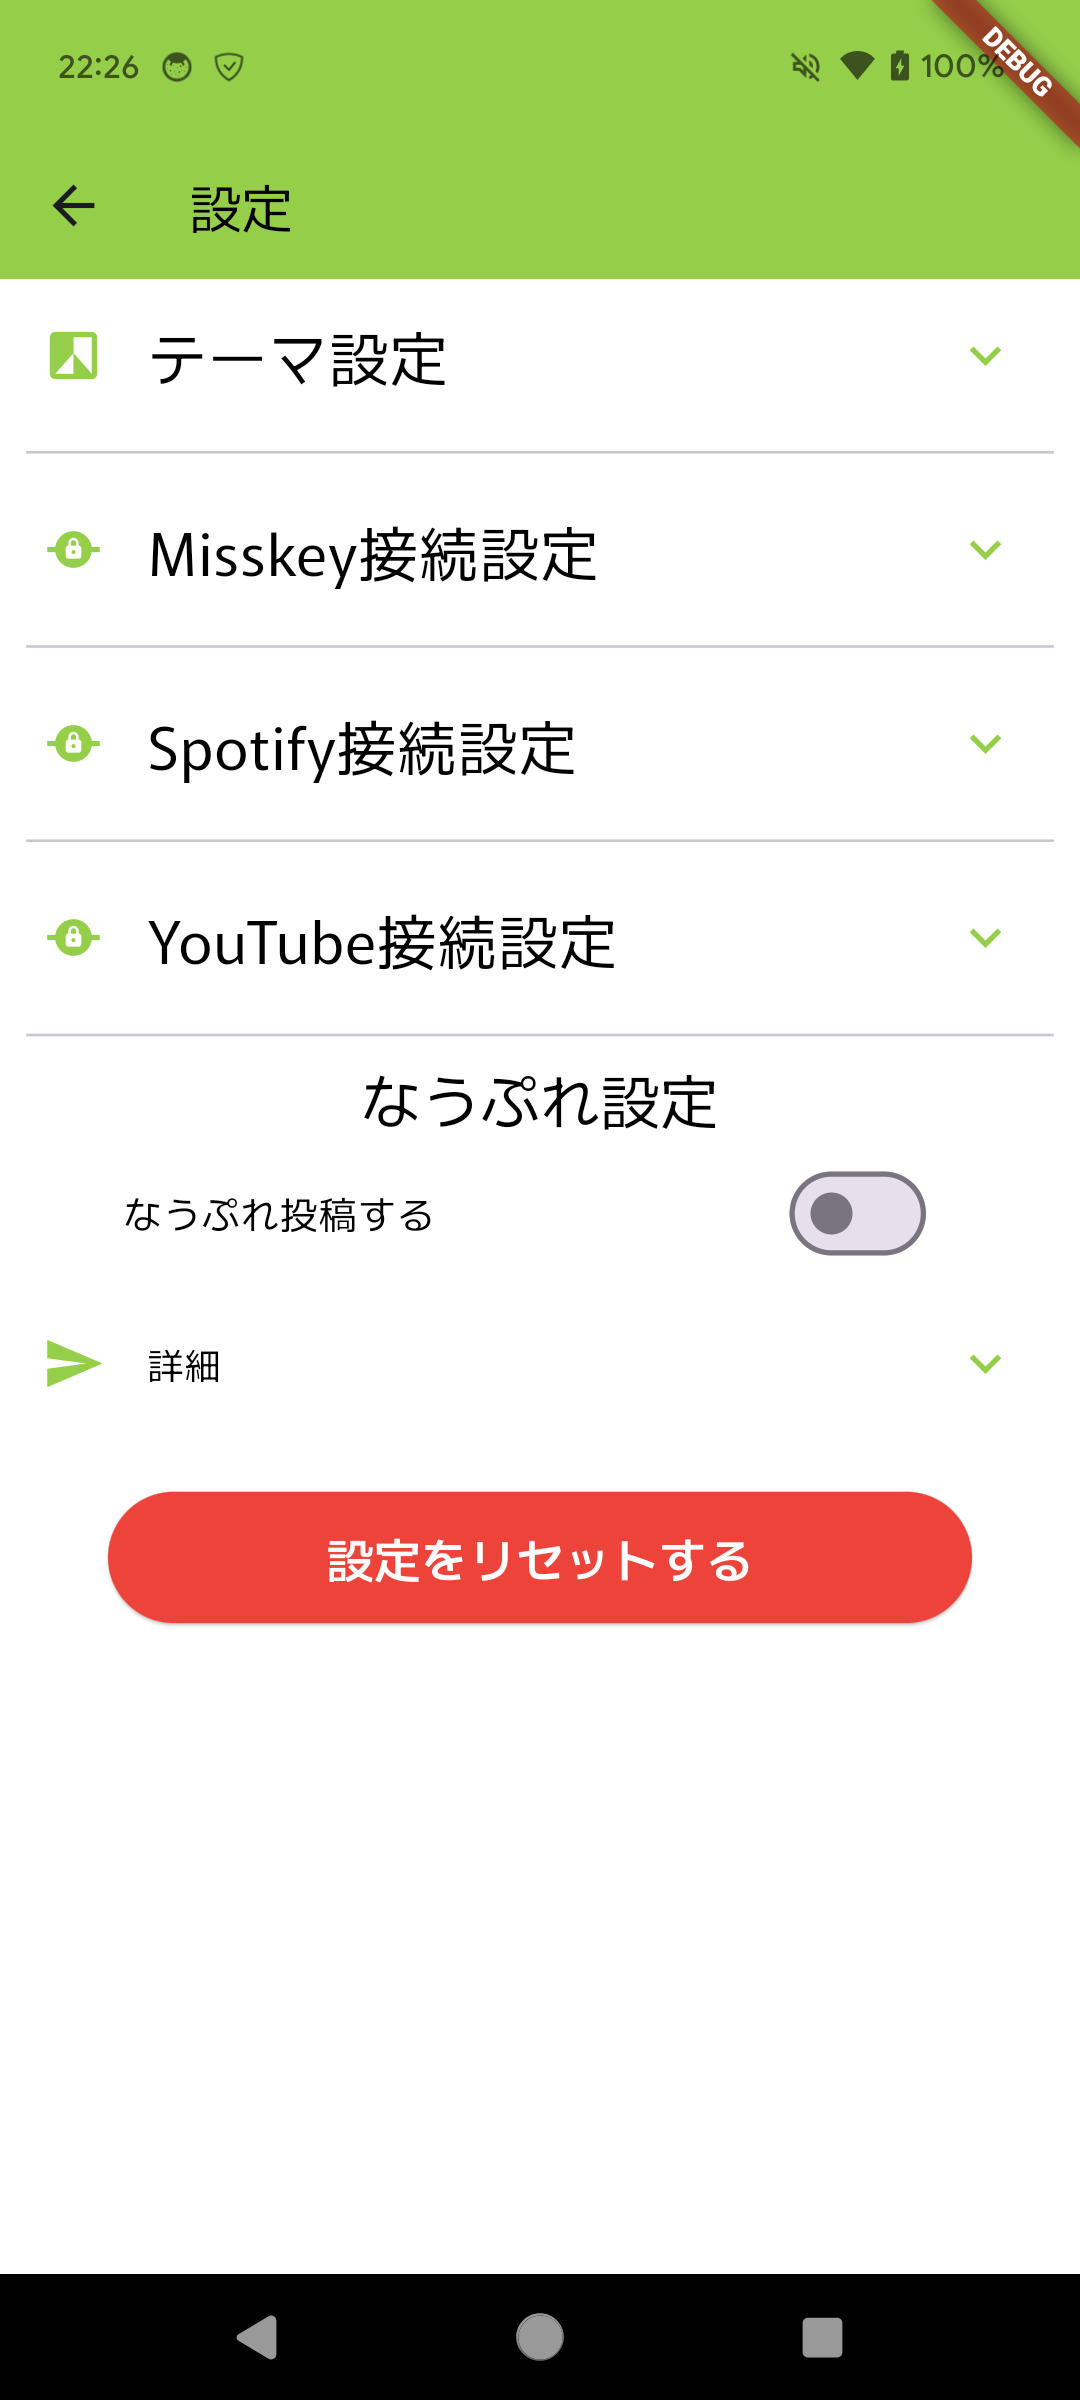 22:26
100%
DEBUG
設定
テーマ設定
Misskey接続設定
Spotify接続設定
YouTube接続設定
なうぷれ設定
なうぷれ投稿する
詳細
設定をリセットする